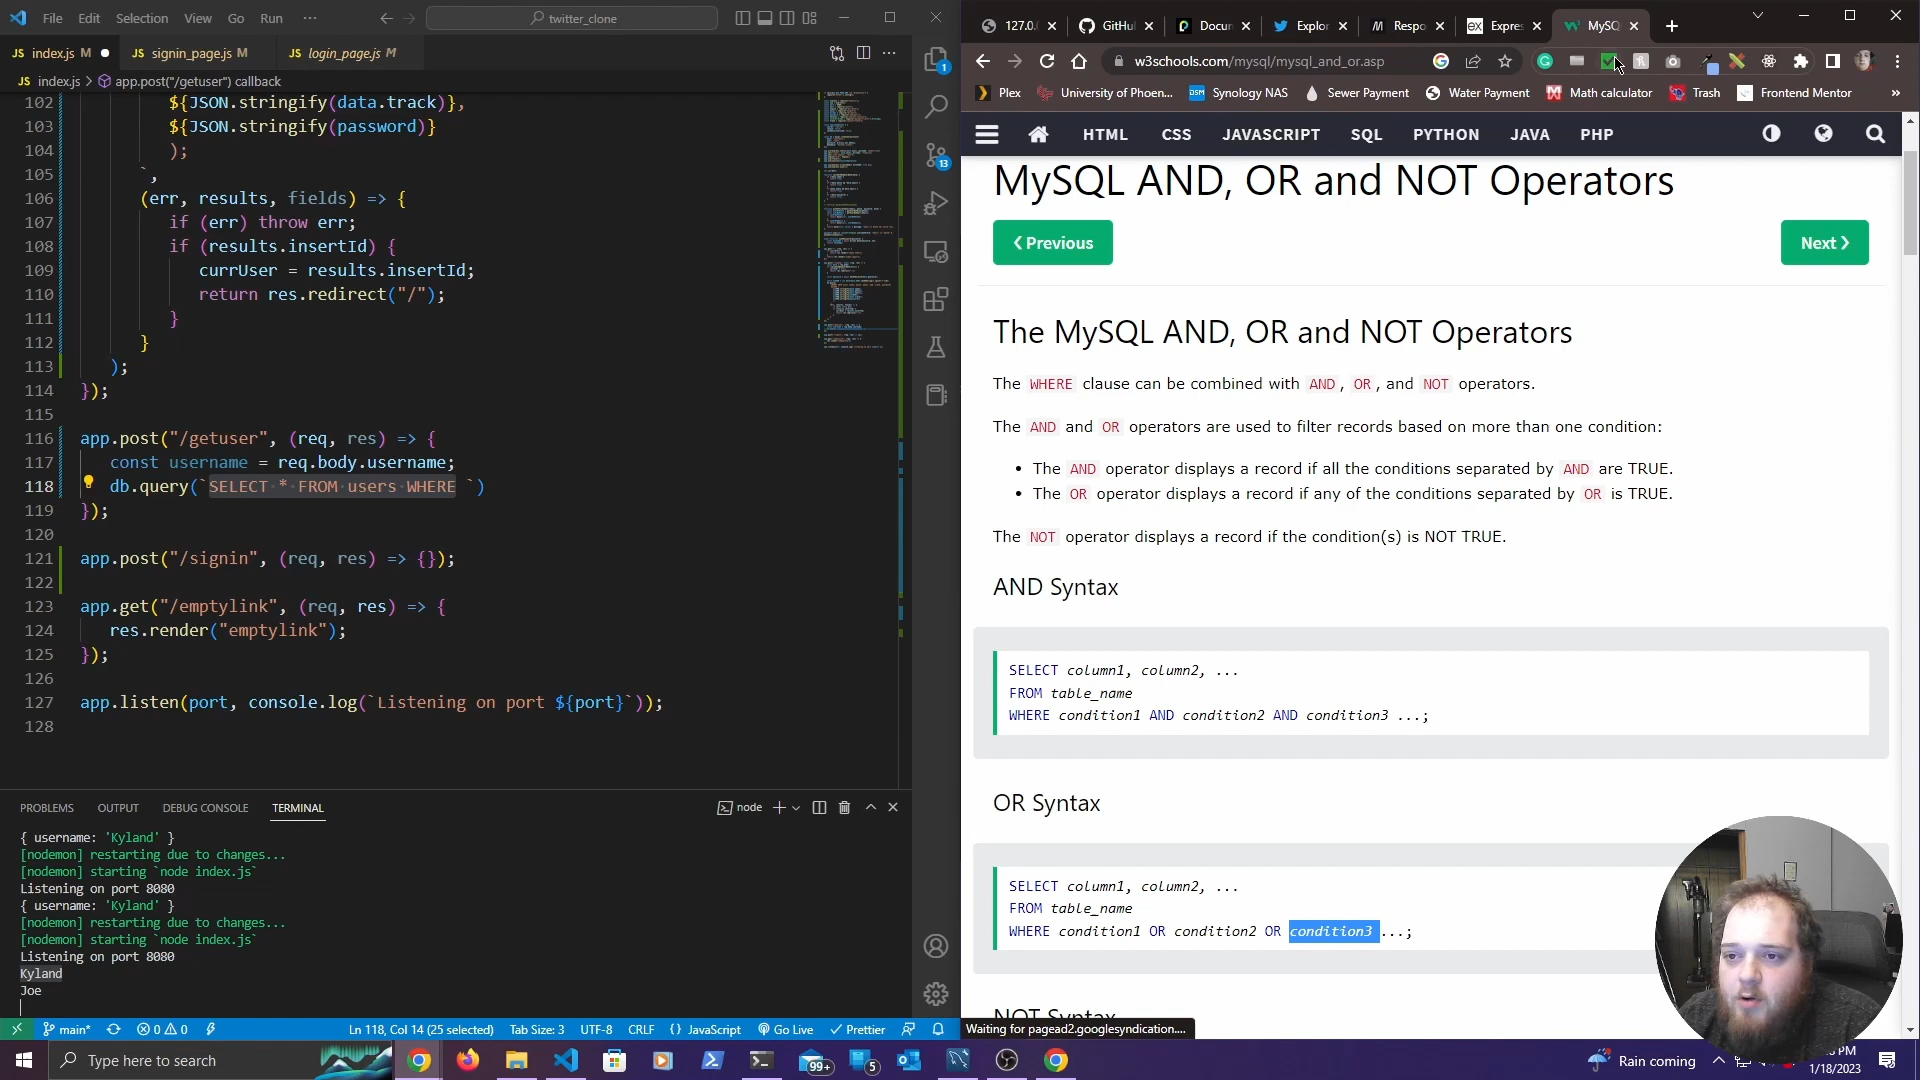 File Edit Selection View Go Run ··· twitter_clone
JS index.js M ● JS signin_page.js M JS login_page.js M
JS index.js > app.post("/getuser") callback
102 ${JSON.stringify(data.track)},
103 ${JSON.stringify(password)}
104 );
105 `,
106 (err, results, fields) => {
107 if (err) throw err;
108 if (results.insertId) {
109 currUser = results.insertId;
110 return res.redirect("/");
111 }
112 }
113 );
114 });
115
116 app.post("/getuser", (req, res) => {
117 const username = req.body.username;
118 db.query(`SELECT * FROM users WHERE `)
119 });
120
121 app.post("/signin", (req, res) => {});
122
123 app.get("/emptylink", (req, res) => {
124 res.render("emptylink");
125 });
126
127 app.listen(port, console.log(`Listening on port ${port}`));
128
PROBLEMS OUTPUT DEBUG CONSOLE TERMINAL node
{ username: 'Kyland' }
[nodemon] restarting due to changes...
[nodemon] starting `node index.js`
Listening on port 8080
{ username: 'Kyland' }
[nodemon] restarting due to changes...
[nodemon] starting `node index.js`
Listening on port 8080
Kyland
Joe
1
13
main* 0 0 Ln 118, Col 14 (25 selected) Tab Size: 3 UTF-8 CRLF {} JavaScript Go Live Prettier
127.0. GitHu Docun Explor Respo Expres MySQ
w3schools.com/mysql/mysql_and_or.asp
Plex University of Phoen... DSM Synology NAS Sewer Payment Water Payment Math calculator Trash Frontend Mentor »
HTML CSS JAVASCRIPT SQL PYTHON JAVA PHP
MySQL AND, OR and NOT Operators
❮ Previous Next ❯
The MySQL AND, OR and NOT Operators
The WHERE clause can be combined with AND, OR, and NOT operators.
The AND and OR operators are used to filter records based on more than one condition:
• The AND operator displays a record if all the conditions separated by AND are TRUE.
• The OR operator displays a record if any of the conditions separated by OR is TRUE.
The NOT operator displays a record if the condition(s) is NOT TRUE.
AND Syntax
SELECT column1, column2, ...
FROM table_name
WHERE condition1 AND condition2 AND condition3 ...;
OR Syntax
SELECT column1, column2, ...
FROM table_name
WHERE condition1 OR condition2 OR condition3 ...;
NOT Syntax
Waiting for pagead2.googlesyndication....
Type here to search 99+ 5 Rain coming PM
1/18/2023